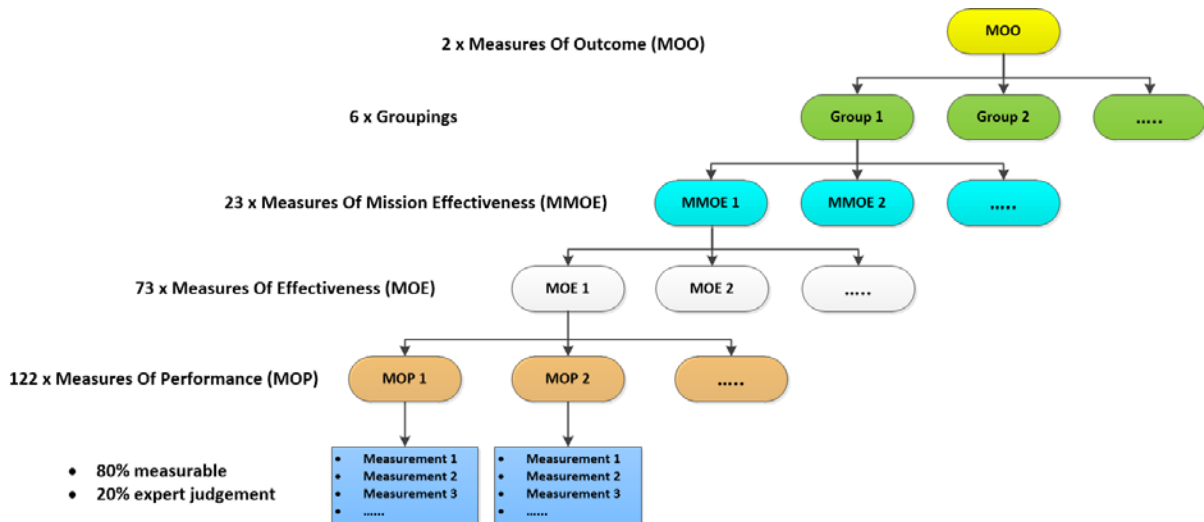 2 x Measures Of Outcome (MOO)
MOO
6 x Groupings
Group 1
Group 2
.....
23 x Measures Of Mission Effectiveness (MMOE)
MMOE 1
MMOE 2
.....
73 x Measures Of Effectiveness (MOE)
MOE 1
MOE 2
.....
122 x Measures Of Performance (MOP)
MOP 1
MOP 2
.....
• 80% measurable
• 20% expert judgement
• Measurement 1
• Measurement 2
• Measurement 3
• ......
• Measurement 1
• Measurement 2
• Measurement 3
• ......